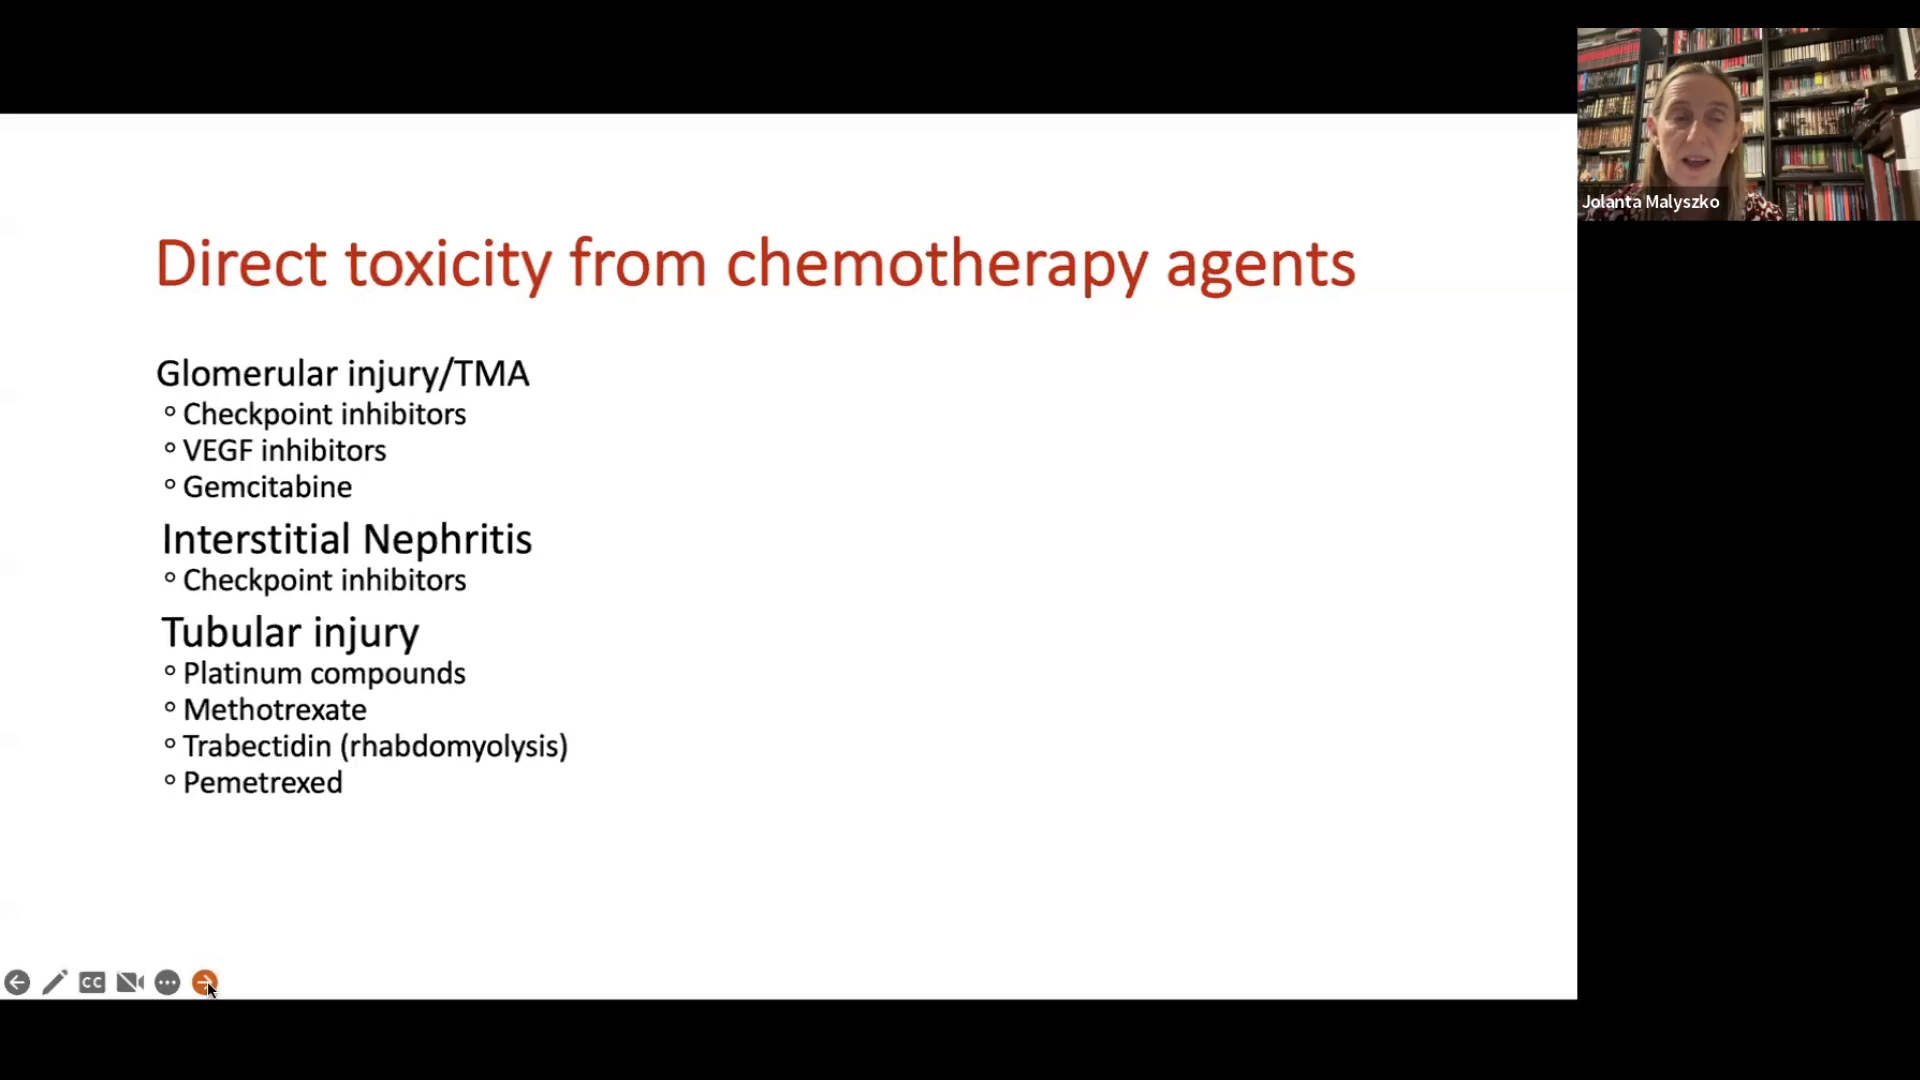 Direct toxicity from chemotherapy agents
Glomerular injury/TMA
° Checkpoint inhibitors
° VEGF inhibitors
° Gemcitabine
Interstitial Nephritis
° Checkpoint inhibitors
Tubular injury
° Platinum compounds
° Methotrexate
° Trabectidin (rhabdomyolysis)
° Pemetrexed
Jolanta Malyszko
CC